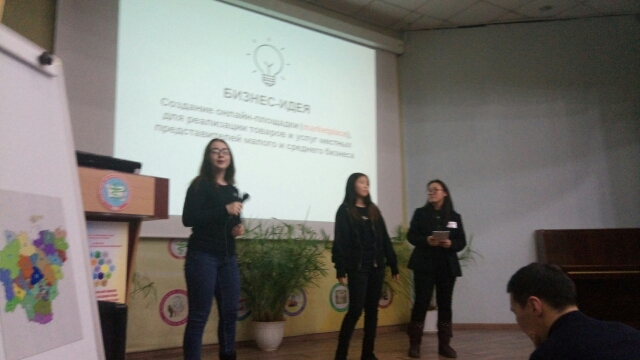 БИЗНЕС-ИДЕЯ
Создание онлайн-площадки (marketplace)
для реализации товаров и услуг местных
представителей малого и среднего бизнеса